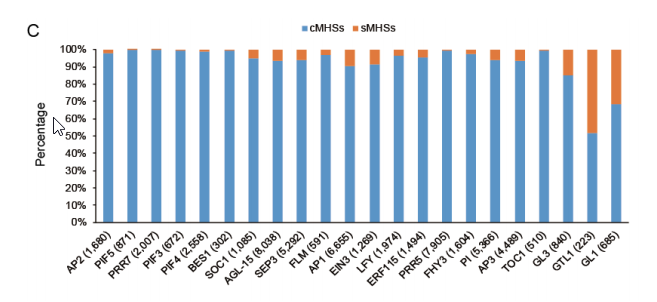 C
cMHSs sMHSs
Percentage
100%
90%
80%
70%
60%
50%
40%
30%
20%
10%
0%
AP2 (1,680)
PIF5 (671)
PRR7 (2,007)
PIF3 (672)
PIF4 (2,558)
BES1 (302)
SOC1 (1,085)
AGL-15 (8,038)
SEP3 (5,292)
FLM (591)
AP1 (6,655)
EIN3 (1,269)
LFY (1,974)
ERF115 (1,494)
PRR5 (7,905)
FHY3 (1,604)
PI (5,366)
AP3 (4,489)
TOC1 (510)
GL3 (840)
GTL1 (223)
GL1 (685)